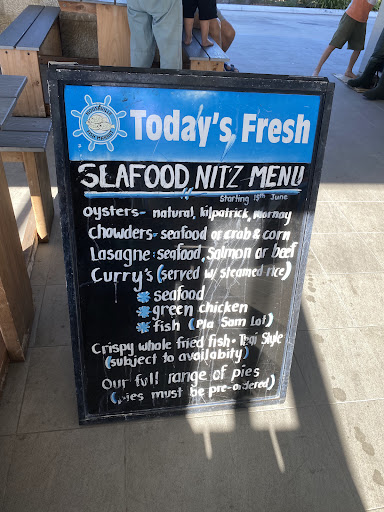 Today's Fresh
SEAFOOD NITZ MENU
Starting 15th June
oysters- natural, kilpatrick, mornay
Chowders- seafood or crab & corn
Lasagne: seafood, salmon or beef
Curry's (served w/ steamed rice)
* seafood
* green chicken
* fish (Pla Sam Lot)
Crispy whole fried fish - Thai Style
(subject to availabity)
Our full range of pies
(pies must be pre-ordered)